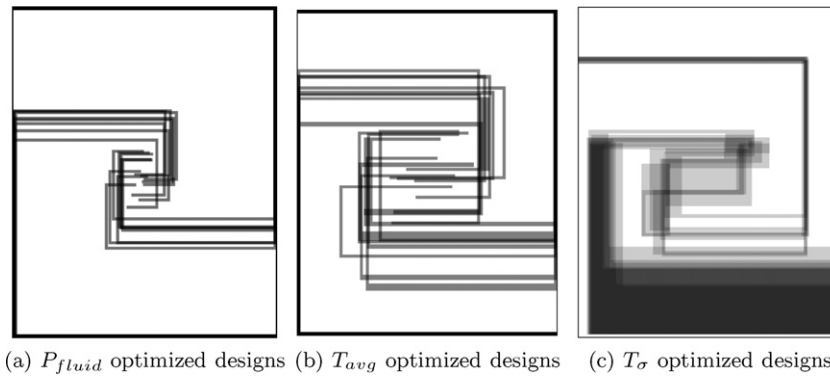 (a) P_fluid optimized designs (b) T_avg optimized designs (c) T_σ optimized designs